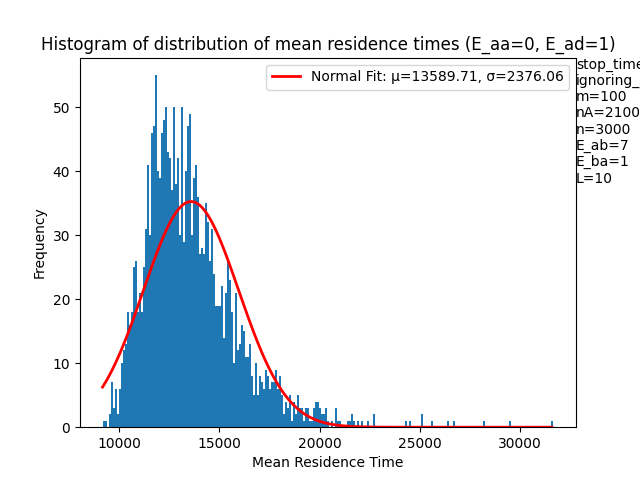 Histogram of distribution of mean residence times (E_aa=0, E_ad=1)
Normal Fit: μ=13589.71, σ=2376.06
stop_time
ignoring_
m=100
nA=2100
n=3000
E_ab=7
E_ba=1
L=10
Frequency
50
40
30
20
10
0
10000 15000 20000 25000 30000
Mean Residence Time